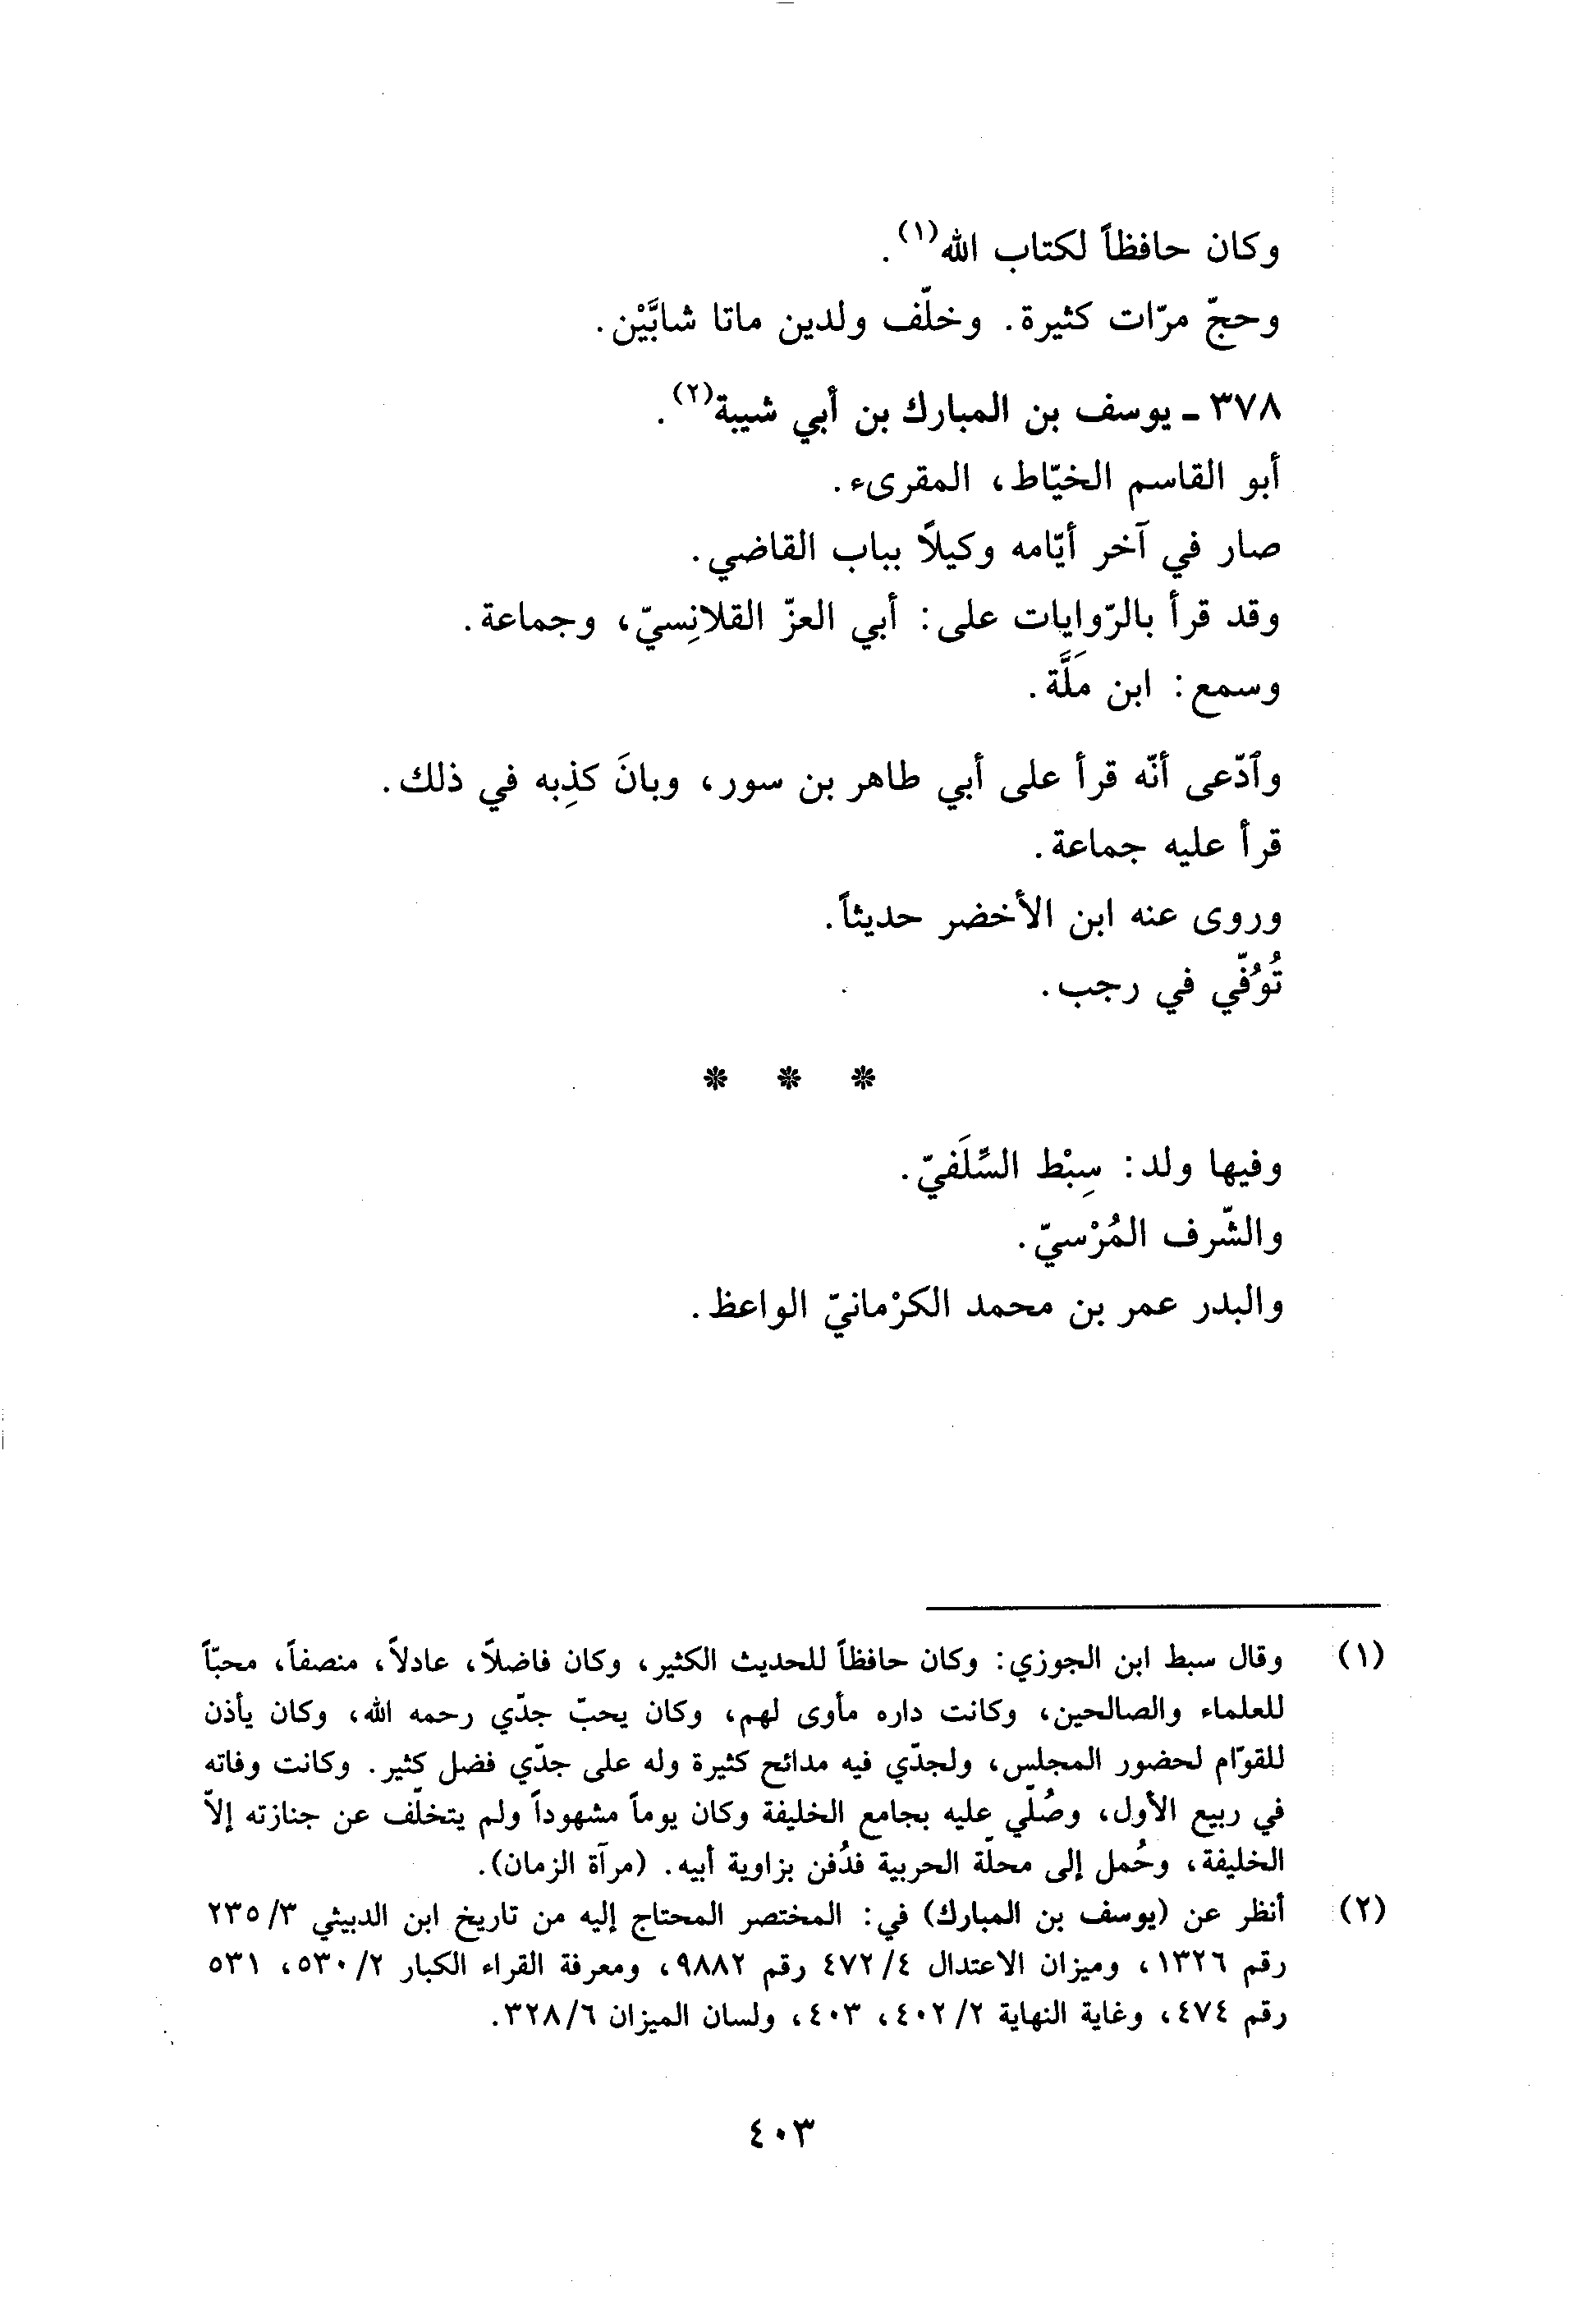 وكان حافظاً لكتاب الله(١).
وحجّ مرّات كثيرة. وخلّف ولدين ماتا شابَّيْن.
٣٧٨ - يوسف بن المبارك بن أبي شيبة(٢).
أبو القاسم الخيّاط، المقرىء.
صار في آخر أيّامه وكيلاً بباب القاضي.
وقد قرأ بالرّوايات على: أبي العزّ القلانِسيّ، وجماعة.
وسمع: ابن مَلَّة.
وٱدّعى أنّه قرأ على أبي طاهر بن سور، وبانَ كذِبه في ذلك.
قرأ عليه جماعة.
وروى عنه ابن الأخضر حديثاً.
تُوُفّي في رجب.
* * *
وفيها ولد: سِبْط السِّلَفيّ.
والشّرف المُرْسيّ.
والبدر عمر بن محمد الكرْمانيّ الواعظ.
(١) وقال سبط ابن الجوزي: وكان حافظاً للحديث الكثير، وكان فاضلاً، عادلاً، منصفاً، محبّاً
للعلماء والصالحين، وكانت داره مأوى لهم، وكان يحبّ جدّي رحمه الله، وكان يأذن
للقوّام لحضور المجلس، ولجدّي فيه مدائح كثيرة وله على جدّي فضل كثير. وكانت وفاته
في ربيع الأول، وصُلّي عليه بجامع الخليفة وكان يوماً مشهوداً ولم يتخلّف عن جنازته إلاّ
الخليفة، وحُمل إلى محلّة الحربية فدُفن بزاوية أبيه. (مرآة الزمان).
(٢) أنظر عن (يوسف بن المبارك) في: المختصر المحتاج إليه من تاريخ ابن الدبيثي ٢٣٥/٣
رقم ١٣٢٦، وميزان الاعتدال ٤٧٢/٤ رقم ٩٨٨٢، ومعرفة القراء الكبار ٥٣٠/٢، ٥٣١
رقم ٤٧٤، وغاية النهاية ٤٠٢/٢، ٤٠٣، ولسان الميزان ٣٢٨/٦.
٤٠٣